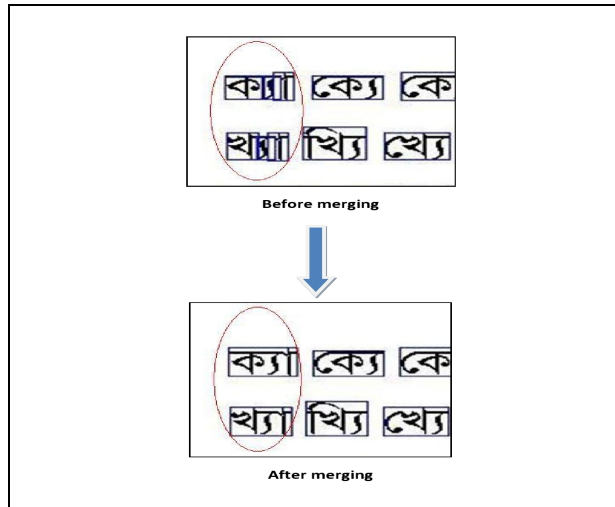 ক্যা ক্যে কে
খ্যা খ্যি খ্যে
Before merging
ক্যা ক্যে কে
খ্যা খ্যি খ্যে
After merging